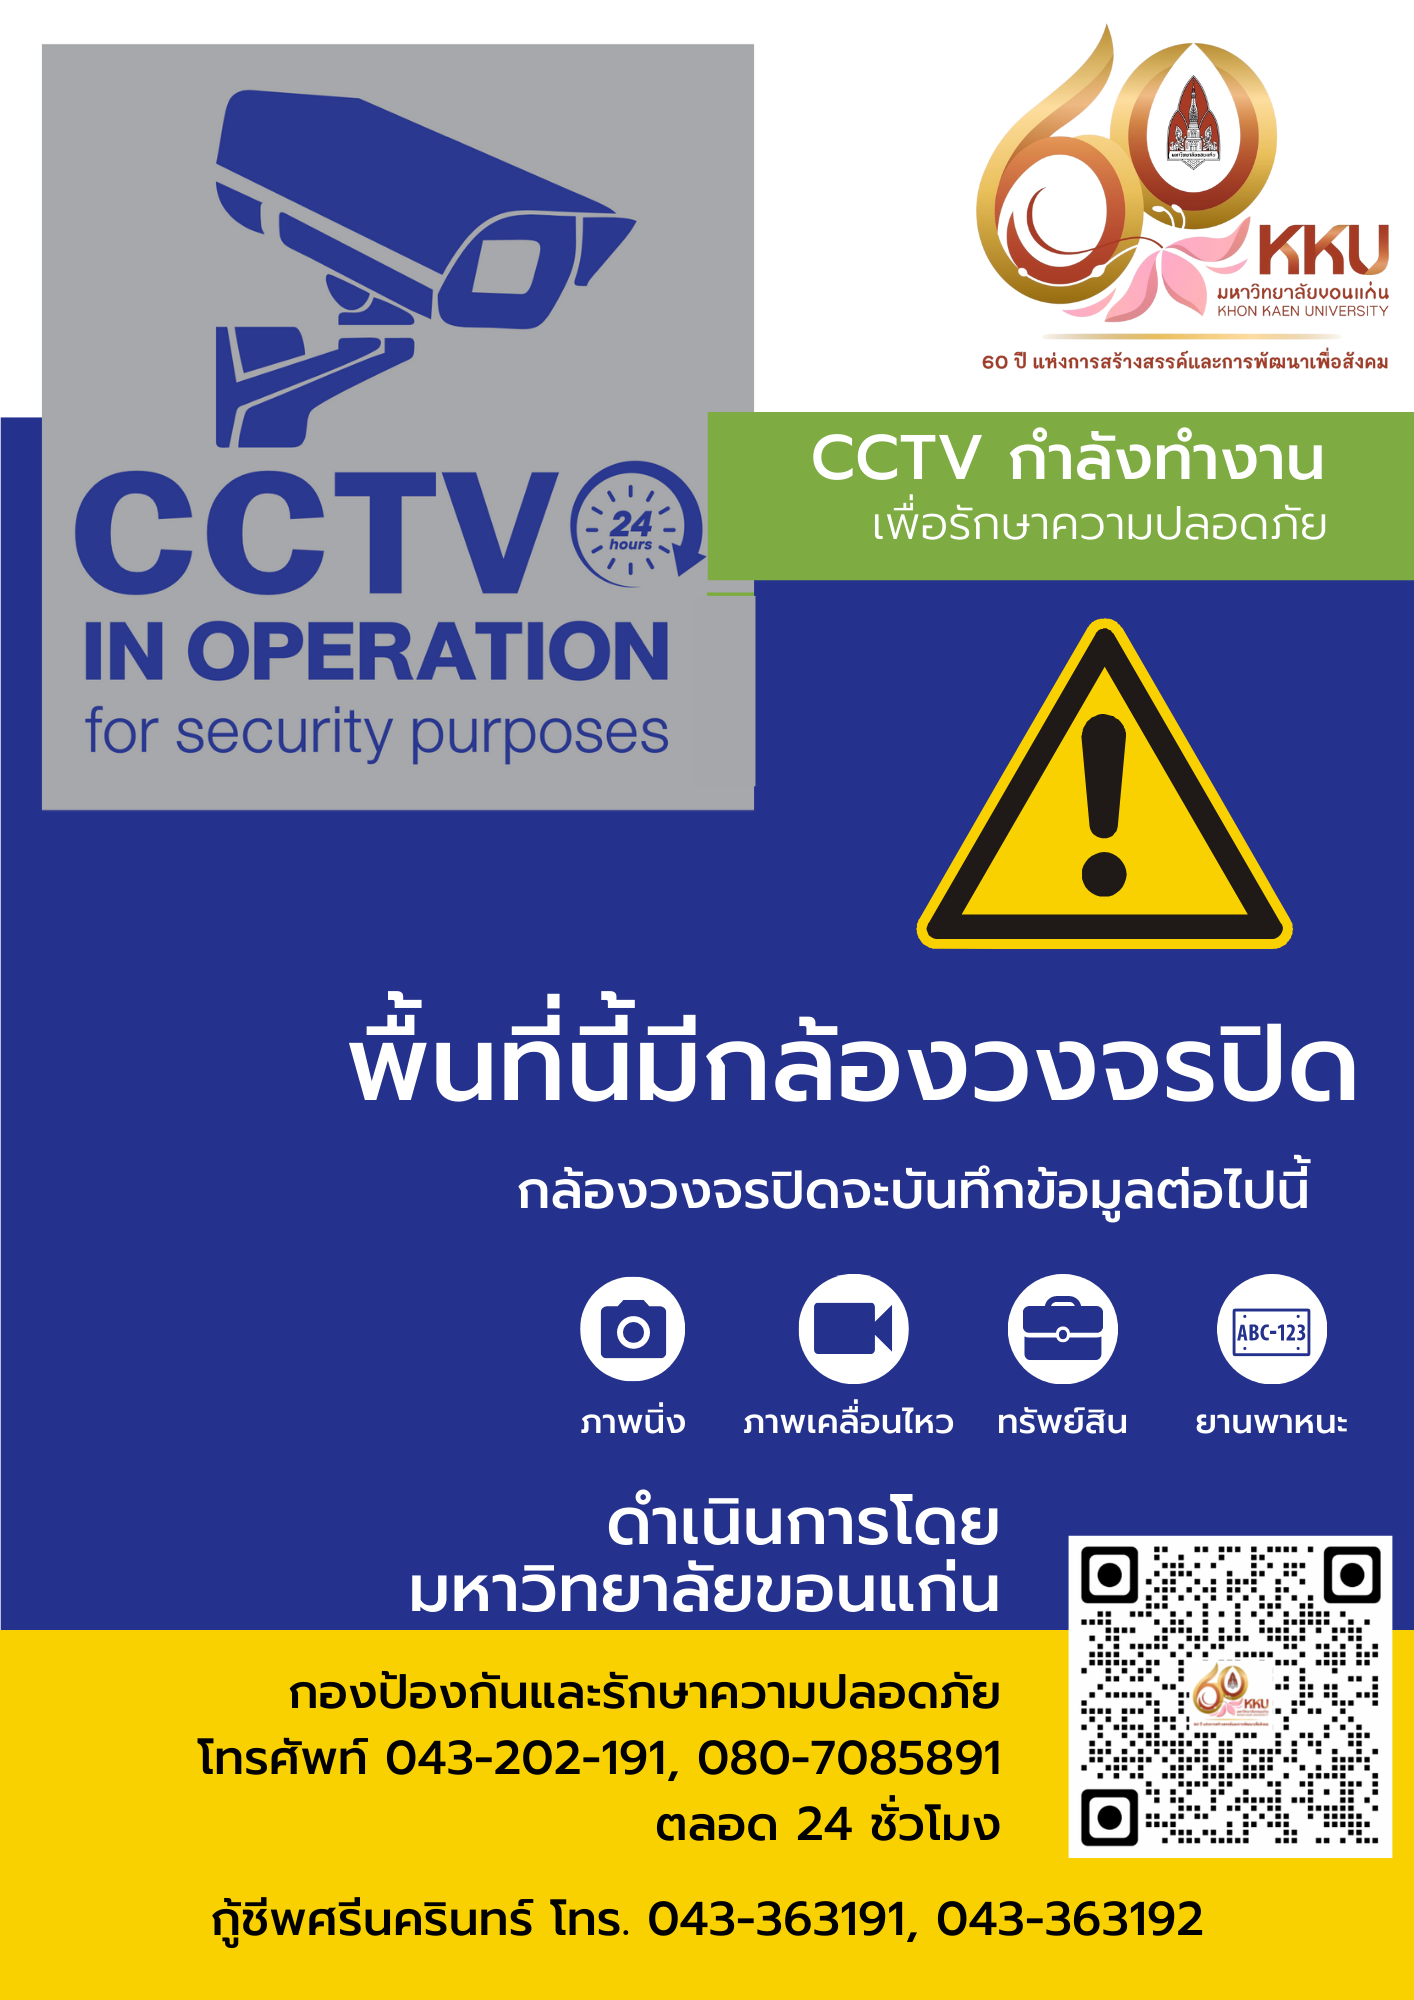 CCTV
24
hours
IN OPERATION
for security purposes
60
KKU
มหาวิทยาลัยขอนแก่น
KHON KAEN UNIVERSITY
60 ปี แห่งการสร้างสรรค์และการพัฒนาเพื่อสังคม
CCTV กำลังทำงาน
เพื่อรักษาความปลอดภัย
พื้นที่นี้มีกล้องวงจรปิด
กล้องวงจรปิดจะบันทึกข้อมูลต่อไปนี้
ABC-123
ภาพนิ่ง ภาพเคลื่อนไหว ทรัพย์สิน ยานพาหนะ
ดำเนินการโดย
มหาวิทยาลัยขอนแก่น
60 KKU
กองป้องกันและรักษาความปลอดภัย
โทรศัพท์ 043-202-191, 080-7085891
ตลอด 24 ชั่วโมง
กู้ชีพศรีนครินทร์ โทร. 043-363191, 043-363192